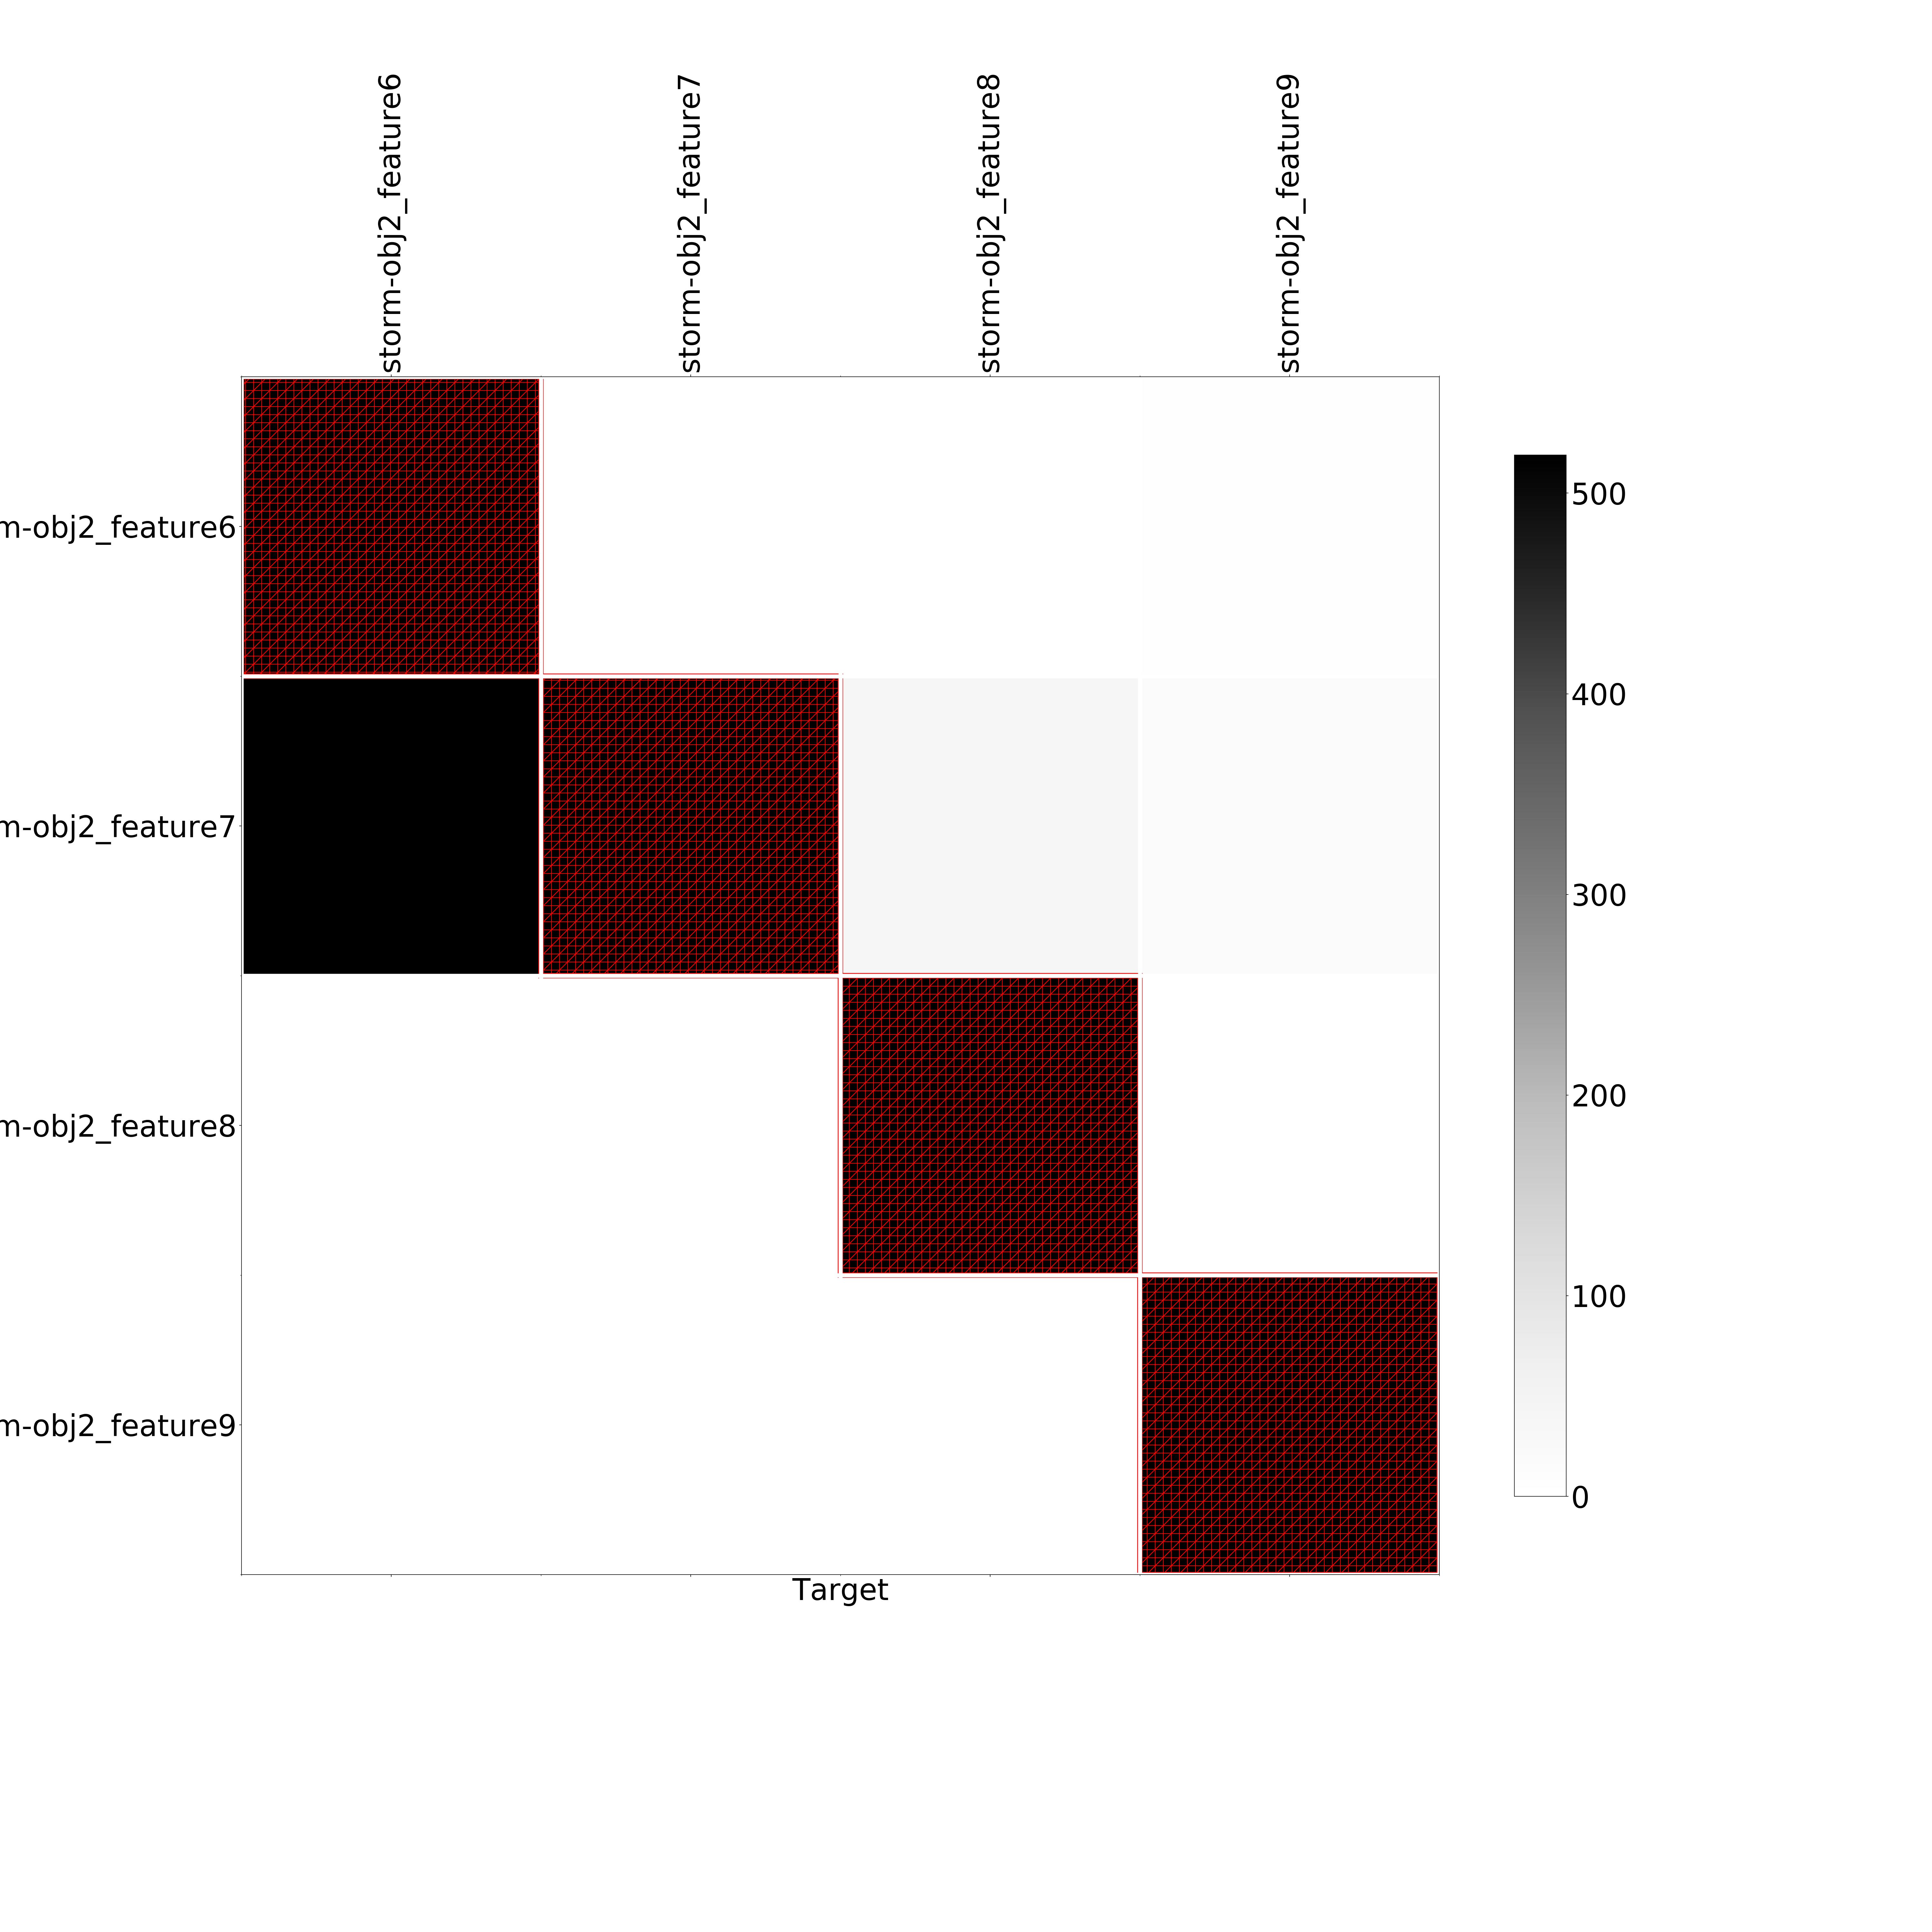 storm-obj2_feature6
storm-obj2_feature7
storm-obj2_feature8
storm-obj2_feature9
m-obj2_feature6
m-obj2_feature7
m-obj2_feature8
m-obj2_feature9
500
400
300
200
100
0
Target